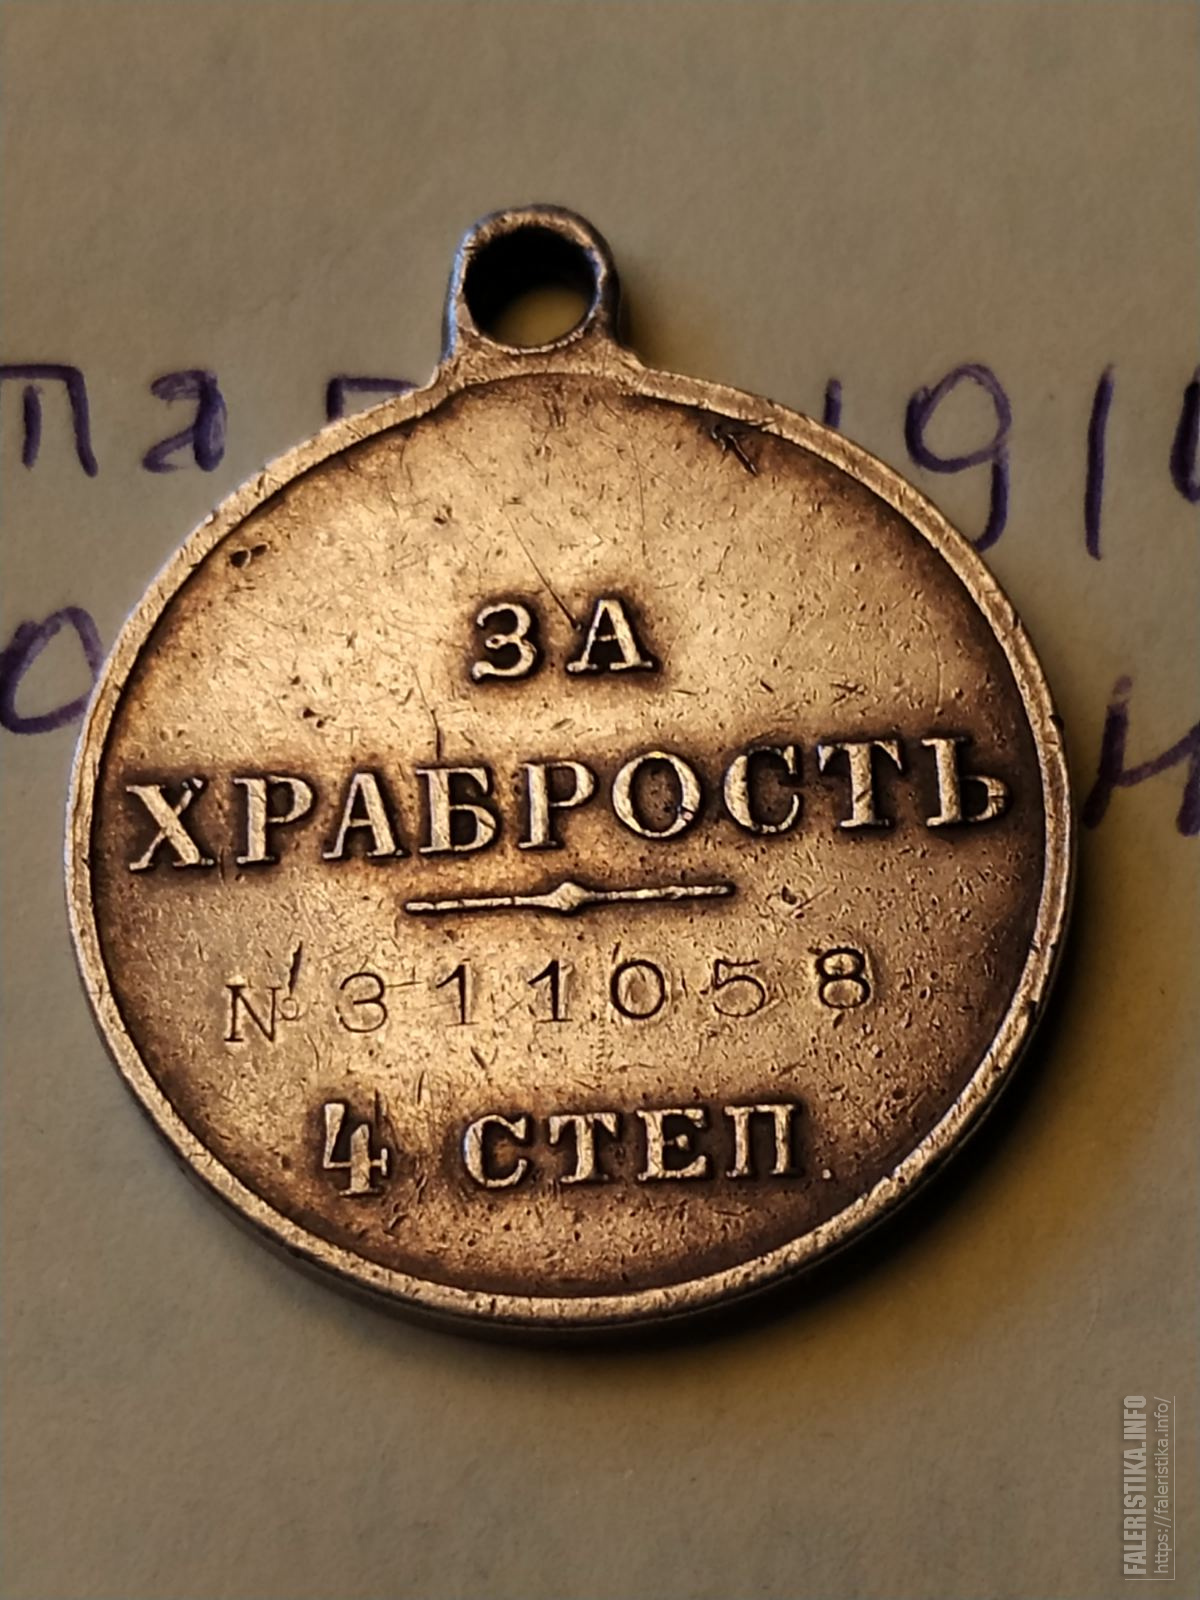 ЗА
ХРАБРОСТЬ
№ 311058
4 СТЕП.
FALERISTIKA.INFO
https://faleristika.info/